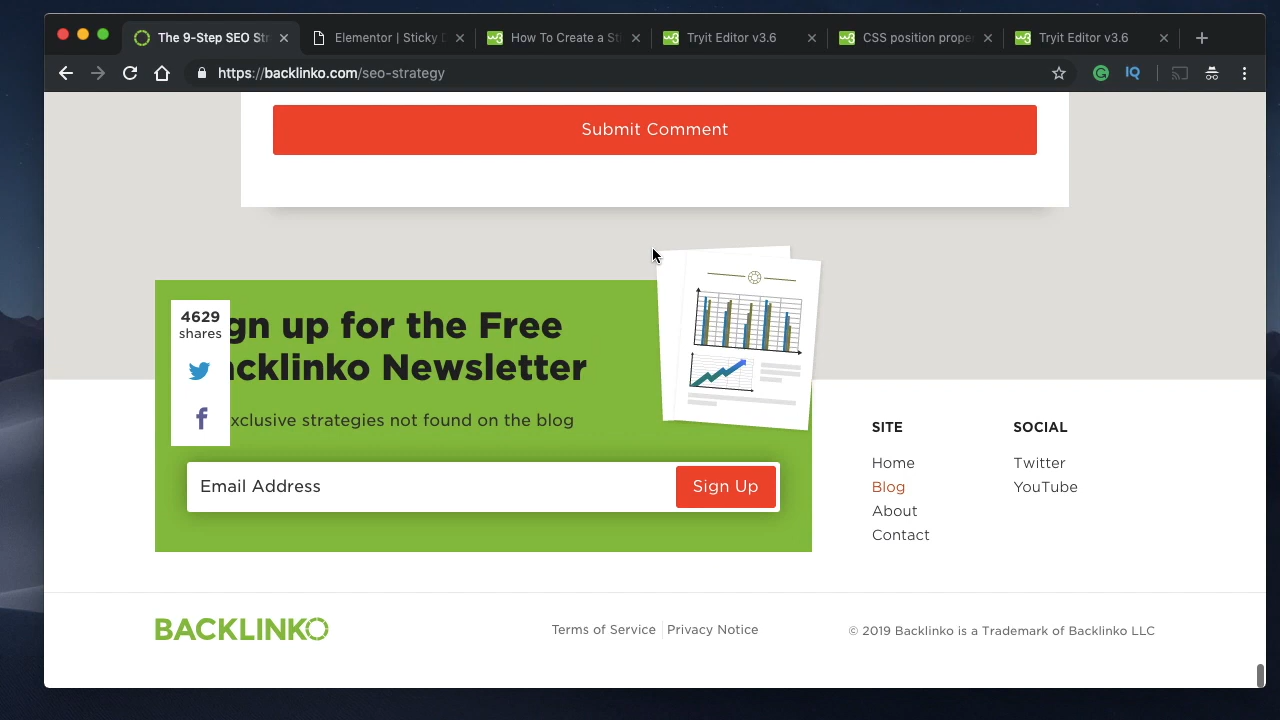 The 9-Step SEO Str
Elementor | Sticky D
How To Create a St
Tryit Editor v3.6
CSS position prope
Tryit Editor v3.6
https://backlinko.com/seo-strategy
IQ
Submit Comment
4629
shares
gn up for the Free
acklinko Newsletter
xclusive strategies not found on the blog
Email Address
Sign Up
SITE
Home
Blog
About
Contact
SOCIAL
Twitter
YouTube
BACKLINKO
Terms of Service
Privacy Notice
© 2019 Backlinko is a Trademark of Backlinko LLC